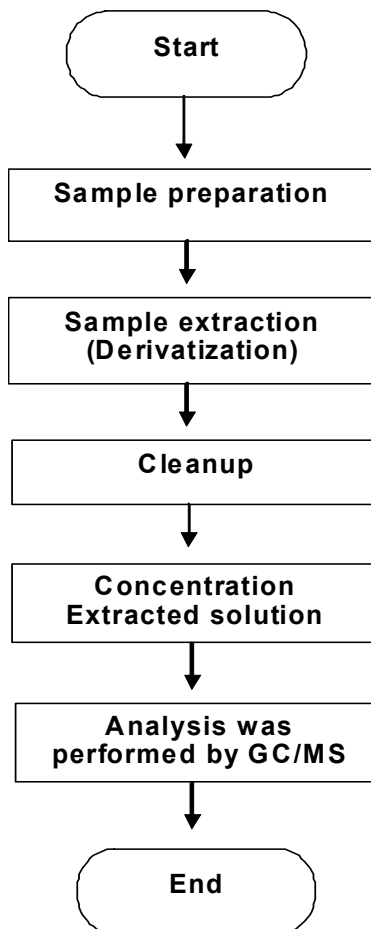 Start
Sample preparation
Sample extraction
(Derivatization)
Cleanup
Concentration
Extracted solution
Analysis was
performed by GC/MS
End